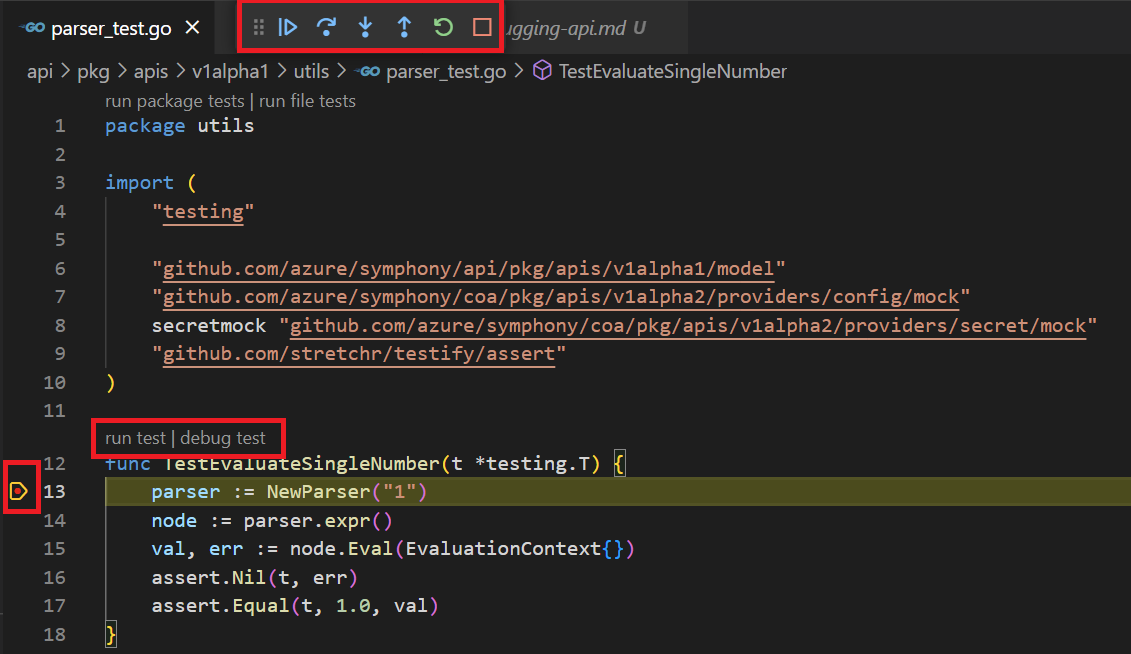 GO parser_test.go × ugging-api.md U
api > pkg > apis > v1alpha1 > utils > GO parser_test.go > TestEvaluateSingleNumber
run package tests | run file tests
1 package utils
2
3 import (
4 "testing"
5
6 "github.com/azure/symphony/api/pkg/apis/v1alpha1/model"
7 "github.com/azure/symphony/coa/pkg/apis/v1alpha2/providers/config/mock"
8 secretmock "github.com/azure/symphony/coa/pkg/apis/v1alpha2/providers/secret/mock"
9 "github.com/stretchr/testify/assert"
10 )
11
run test | debug test
12 func TestEvaluateSingleNumber(t *testing.T) {
13 parser := NewParser("1")
14 node := parser.expr()
15 val, err := node.Eval(EvaluationContext{})
16 assert.Nil(t, err)
17 assert.Equal(t, 1.0, val)
18 }